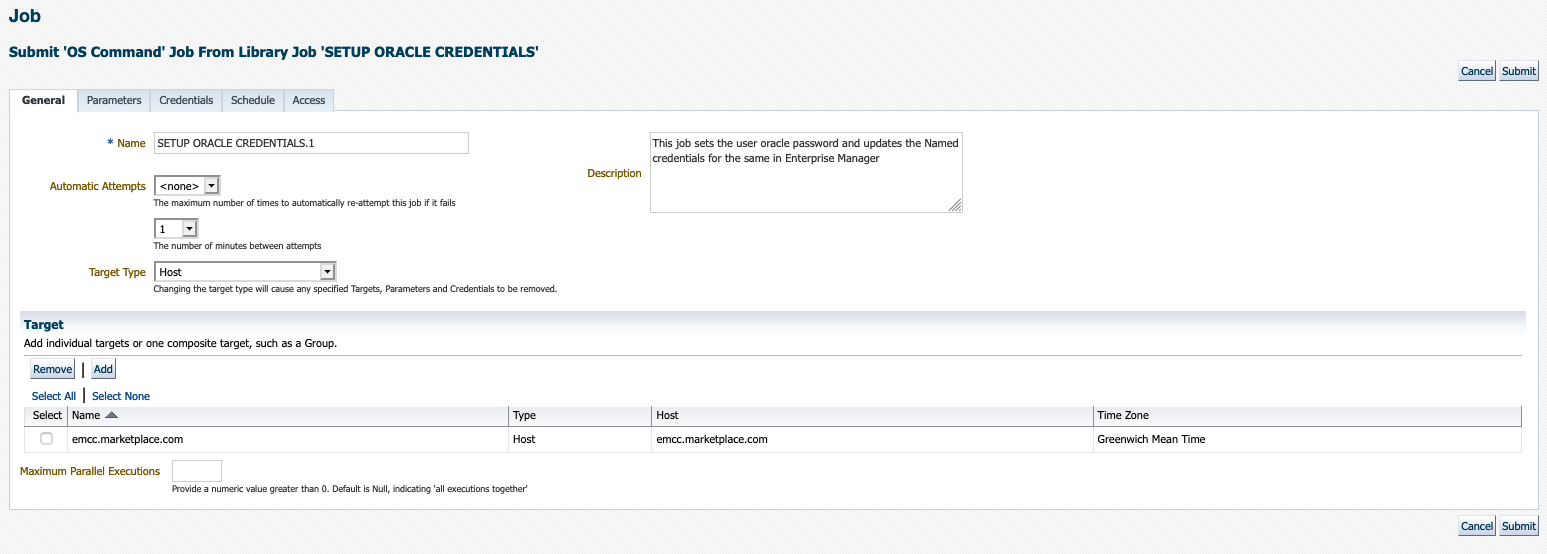 Job
Submit 'OS Command' Job From Library Job 'SETUP ORACLE CREDENTIALS'
Cancel Submit
General Parameters Credentials Schedule Access
* Name SETUP ORACLE CREDENTIALS.1
Description This job sets the user oracle password and updates the Named
credentials for the same in Enterprise Manager
Automatic Attempts <none>
The maximum number of times to automatically re-attempt this job if it fails
1
The number of minutes between attempts
Target Type Host
Changing the target type will cause any specified Targets, Parameters and Credentials to be removed.
Target
Add individual targets or one composite target, such as a Group.
Remove | Add
Select All | Select None
Select Name Type Host Time Zone
emcc.marketplace.com Host emcc.marketplace.com Greenwich Mean Time
Maximum Parallel Executions
Provide a numeric value greater than 0. Default is Null, indicating 'all executions together'
Cancel Submit